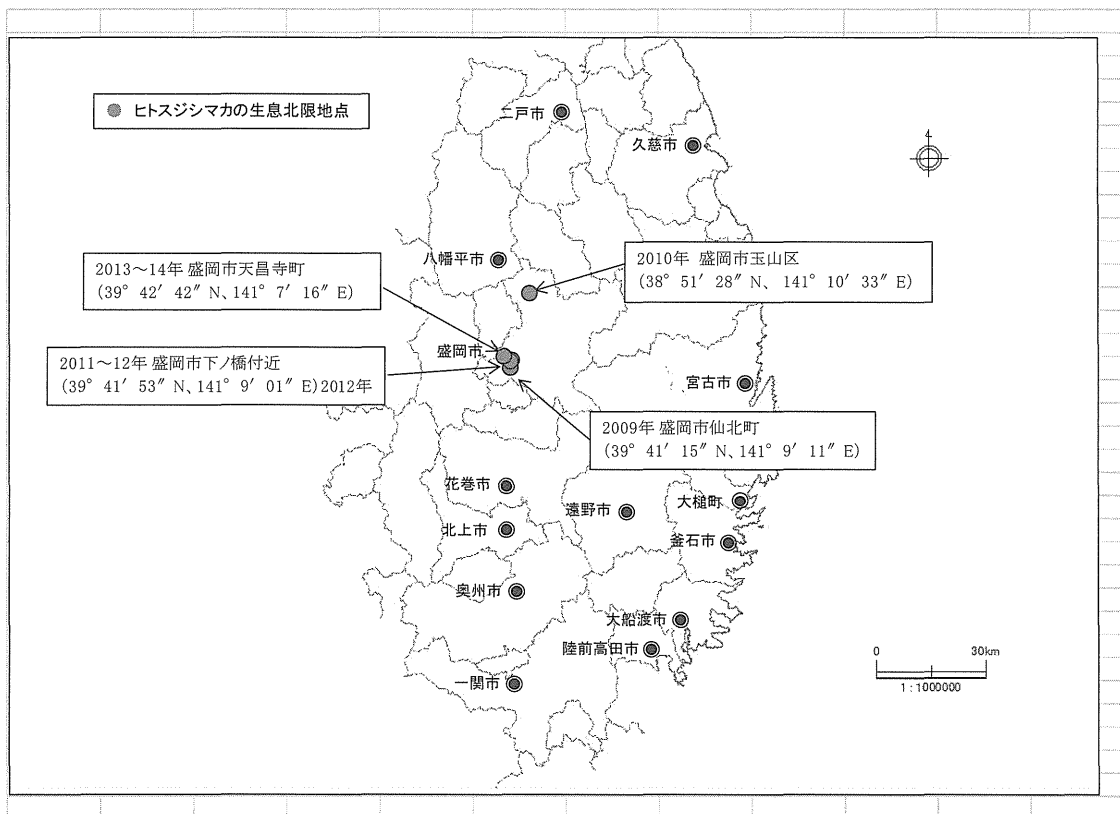 ヒトスジシマカの生息北限地点
二戸市
久慈市
4
八幡平市
2013～14年 盛岡市天昌寺町
(39° 42′ 42″ N、141° 7′ 16″ E)
2010年 盛岡市玉山区
(38° 51′ 28″ N、 141° 10′ 33″ E)
盛岡市
2011～12年 盛岡市下ノ橋付近
(39° 41′ 53″ N、141° 9′ 01″ E)2012年
宮古市
2009年 盛岡市仙北町
(39° 41′ 15″ N、141° 9′ 11″ E)
花巻市
遠野市
大槌町
北上市
釜石市
奥州市
大船渡市
陸前高田市
一関市
0 30km
1 : 1000000